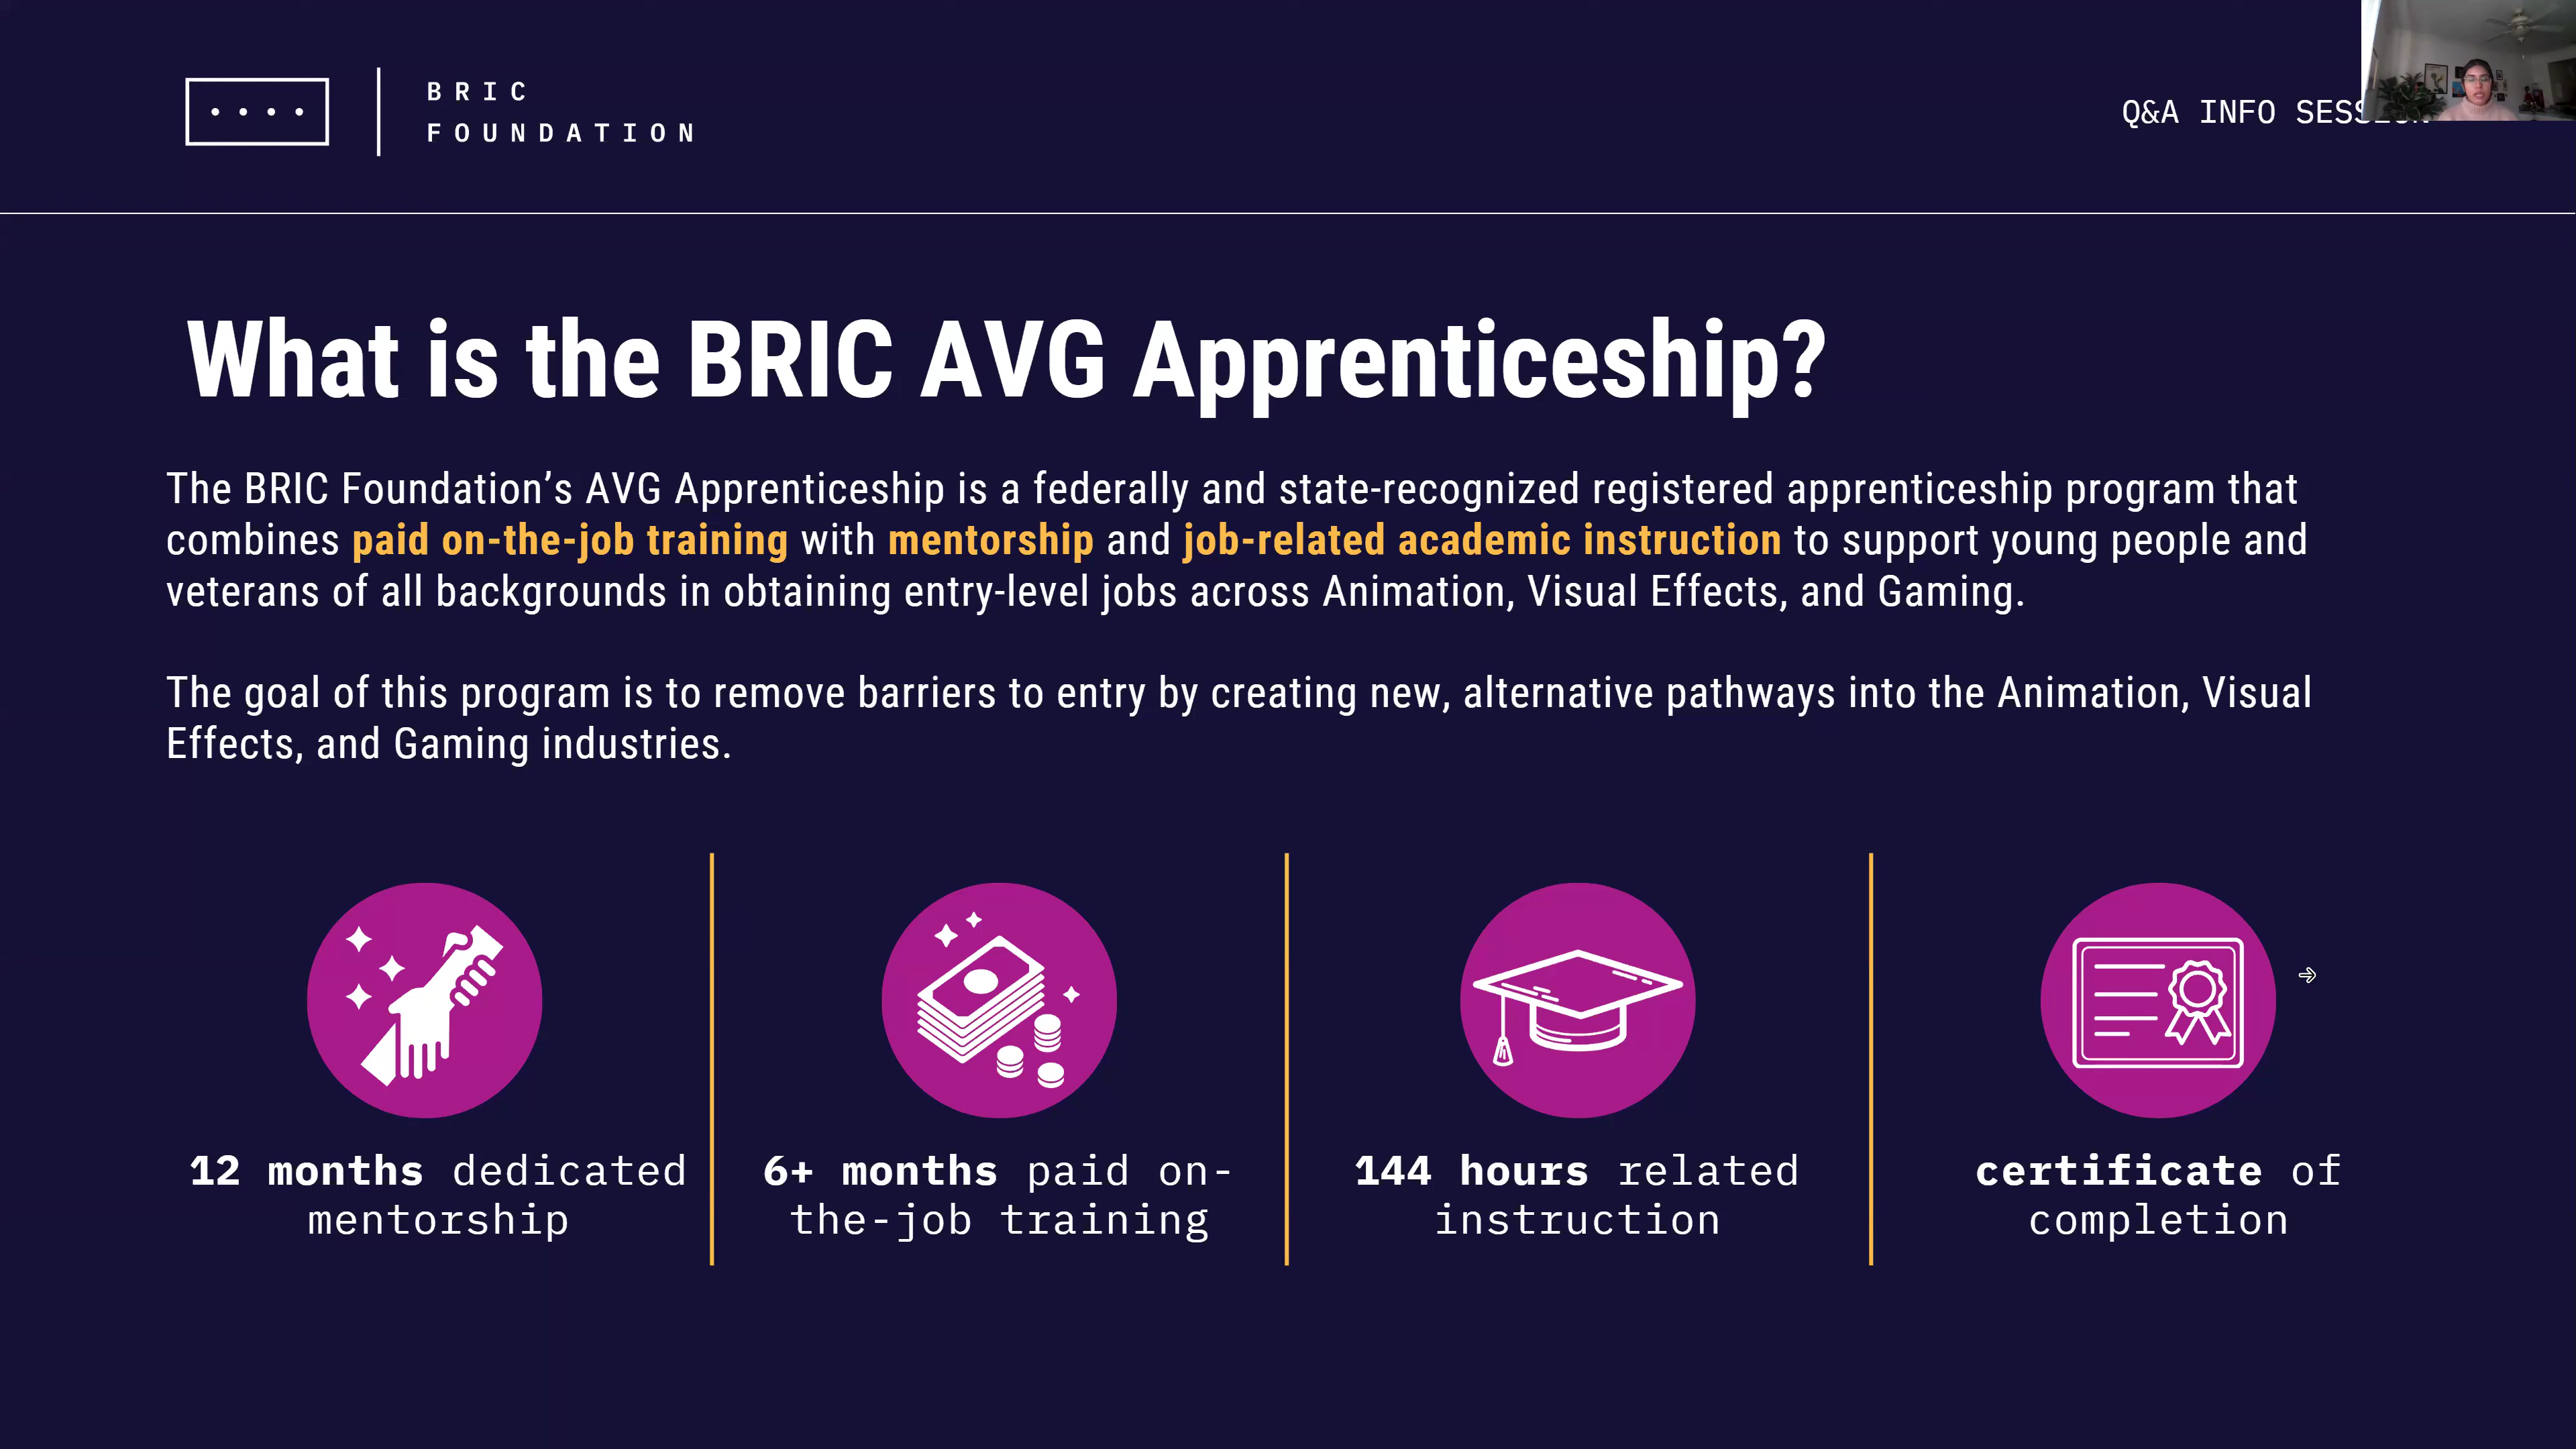 BRIC
FOUNDATION
Q&A INFO
What is the BRIC AVG Apprenticeship?
The BRIC Foundation’s AVG Apprenticeship is a federally and state-recognized registered apprenticeship program that
combines paid on-the-job training with mentorship and job-related academic instruction to support young people and
veterans of all backgrounds in obtaining entry-level jobs across Animation, Visual Effects, and Gaming.
The goal of this program is to remove barriers to entry by creating new, alternative pathways into the Animation, Visual
Effects, and Gaming industries.
12 months dedicated
mentorship
6+ months paid on-
the-job training
144 hours related
instruction
certificate of
completion